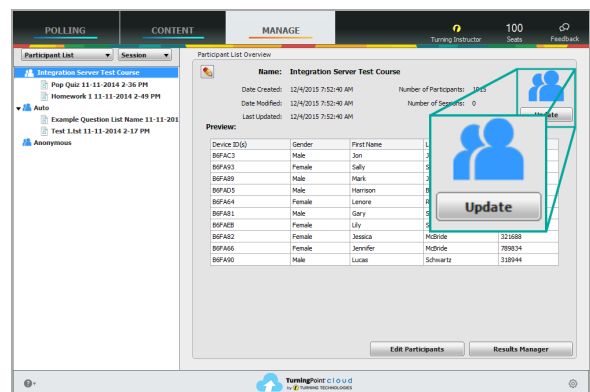 POLLING CONTENT MANAGE 100
Turning Instructor Seats Feedback
Participant List Session Participant List Overview
Integration Server Test Course
Pop Quiz 11-11-2014 2-36 PM
Homework 1 11-11-2014 2-49 PM
Auto
Example Question List Name 11-11-201
Test 1.tst 11-11-2014 2-17 PM
Anonymous
Name: Integration Server Test Course
Date Created: 12/4/2015 7:52:40 AM Number of Participants: 1015
Date Modified: 12/4/2015 7:52:40 AM Number of Sessions: 0
Last Updated: 12/4/2015 7:52:40 AM
Update
Preview:
Device ID(s) Gender First Name L
B6FAC3 Male Jon J
B6FA93 Female Sally S
B6FA89 Male Mark J
B6FAD5 Male Harrison B
B6FA64 Female Lenore R
B6FA81 Male Gary S
B6FAEB Female Lily S
B6FA82 Female Jessica McBride 321688
B6FA66 Female Jennifer McBride 789834
B6FA90 Male Lucas Schwartz 318944
Update
Edit Participants Results Manager
TurningPoint cloud
by TURNING TECHNOLOGIES